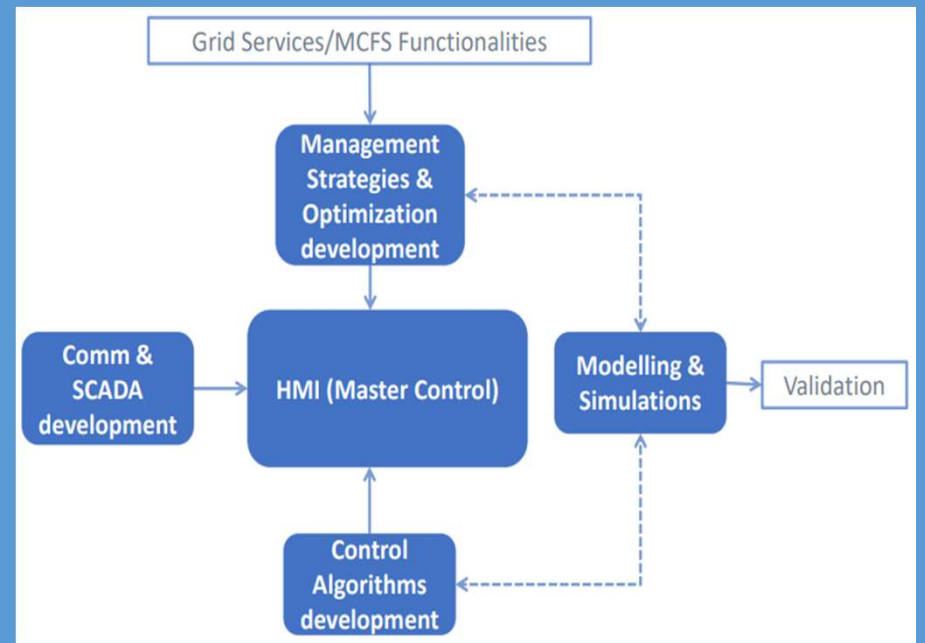 Grid Services/MCFS Functionalities
Management
Strategies &
Optimization
development
Comm &
SCADA
development
HMI (Master Control)
Modelling &
Simulations
Validation
Control
Algorithms
development